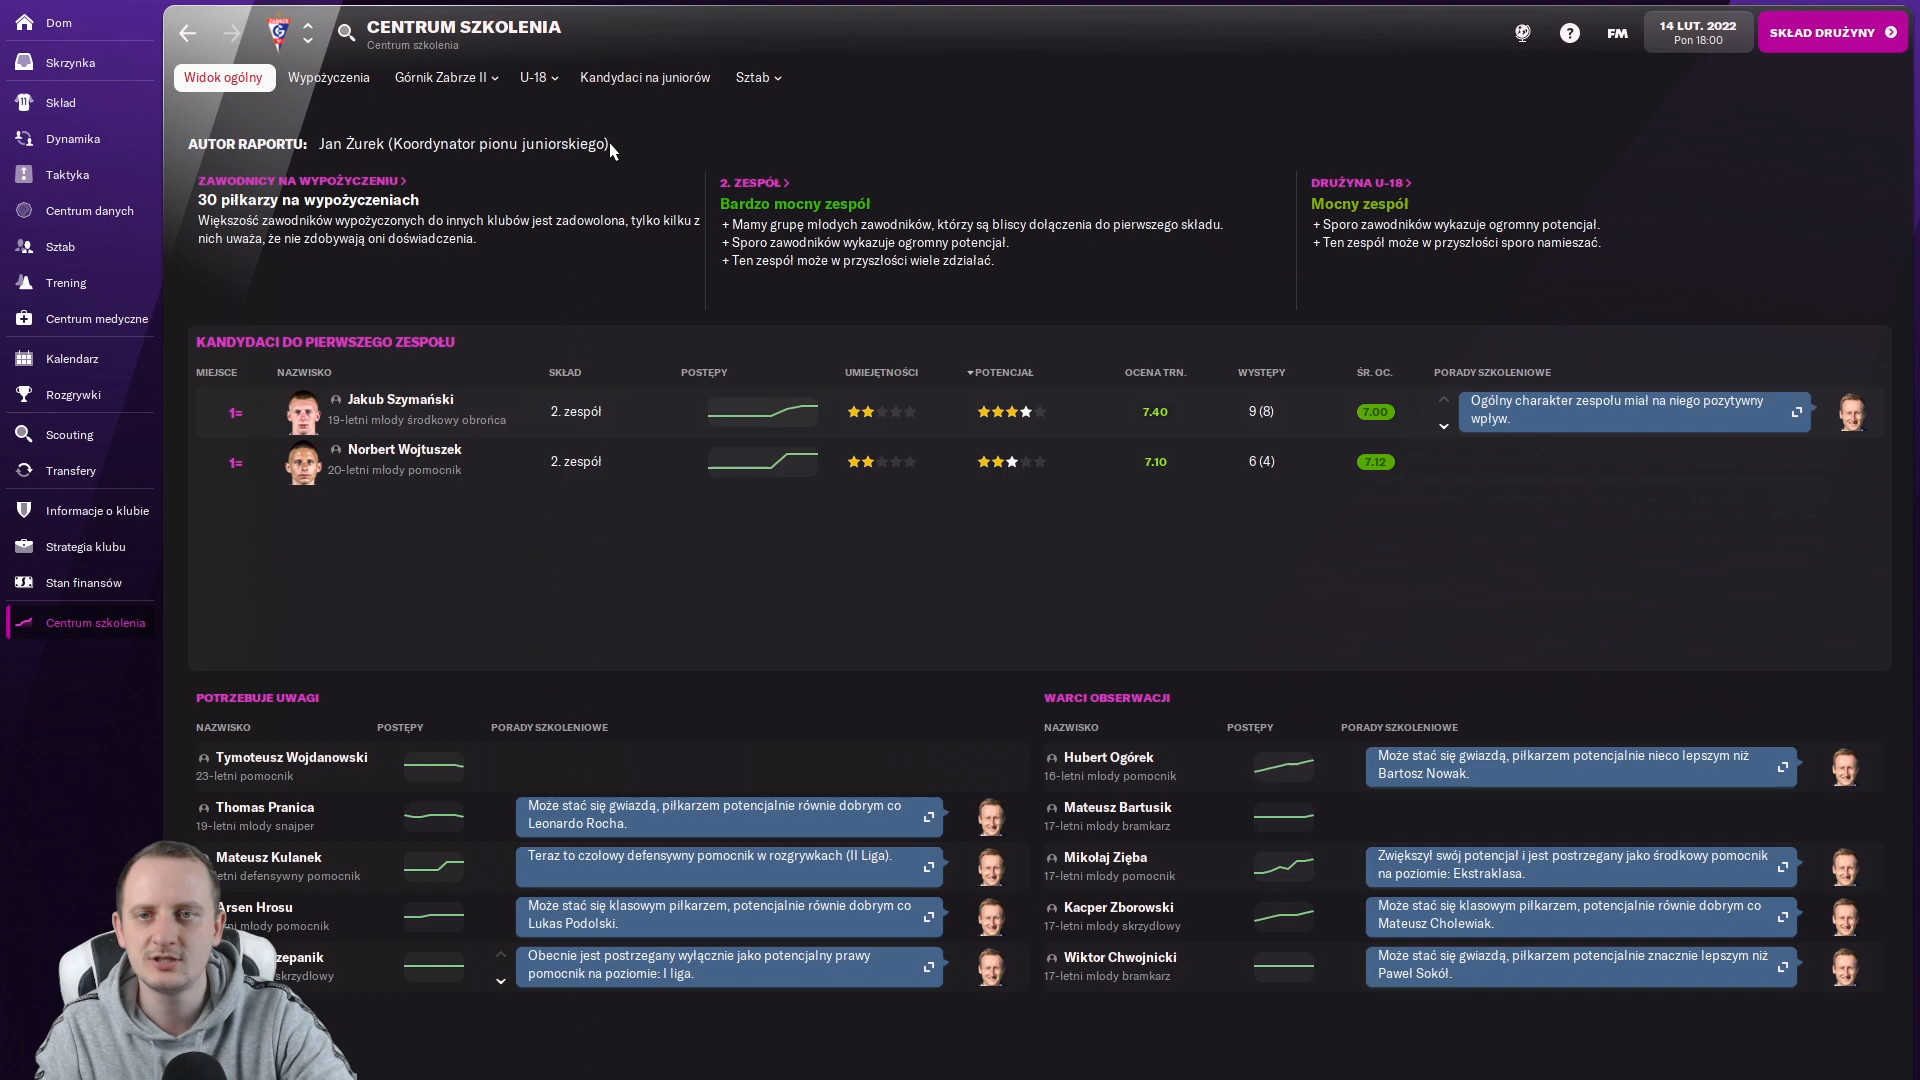 Dom
Skrzynka
Skład
Dynamika
Taktyka
Centrum danych
Sztab
Trening
Centrum medyczne
Kalendarz
Rozgrywki
Scouting
Transfery
Informacje o klubie
Strategia klubu
Stan finansów
Centrum szkolenia
CENTRUM SZKOLENIA
Centrum szkolenia
FM
14 LUT. 2022
Pon 18:00
SKŁAD DRUŻYNY
Widok ogólny
Wypożyczenia
Górnik Zabrze II
U-18
Kandydaci na juniorów
Sztab
AUTOR RAPORTU: Jan Żurek (Koordynator pionu juniorskiego)
ZAWODNICY NA WYPOŻYCZENIU >
30 piłkarzy na wypożyczeniach
Większość zawodników wypożyczonych do innych klubów jest zadowolona, tylko kilku z
nich uważa, że nie zdobywają oni doświadczenia.
2. ZESPÓŁ >
Bardzo mocny zespół
+ Mamy grupę młodych zawodników, którzy są bliscy dołączenia do pierwszego składu.
+ Sporo zawodników wykazuje ogromny potencjał.
+ Ten zespół może w przyszłości wiele zdziałać.
DRUŻYNA U-18 >
Mocny zespół
+ Sporo zawodników wykazuje ogromny potencjał.
+ Ten zespół może w przyszłości sporo namieszać.
KANDYDACI DO PIERWSZEGO ZESPOŁU
MIEJSCE NAZWISKO SKŁAD POSTĘPY UMIEJĘTNOŚCI POTENCJAŁ OCENA TRN. WYSTĘPY ŚR. OC. PORADY SZKOLENIOWE
1= Jakub Szymański
19-letni młody środkowy obrońca
2. zespół 7.40 9 (8) 7.00
Ogólny charakter zespołu miał na niego pozytywny
wpływ.
1= Norbert Wojtuszek
20-letni młody pomocnik
2. zespół 7.10 6 (4) 7.12
POTRZEBUJE UWAGI
NAZWISKO POSTĘPY PORADY SZKOLENIOWE
Tymoteusz Wojdanowski
23-letni pomocnik
Thomas Pranica
19-letni młody snajper
Może stać się gwiazdą, piłkarzem potencjalnie równie dobrym co
Leonardo Rocha.
Mateusz Kulanek
letni defensywny pomocnik
Teraz to czołowy defensywny pomocnik w rozgrywkach (II Liga).
Arsen Hrosu
młody pomocnik
Może stać się klasowym piłkarzem, potencjalnie równie dobrym co
Lukas Podolski.
zepanik
skrzydłowy
Obecnie jest postrzegany wyłącznie jako potencjalny prawy
pomocnik na poziomie: I liga.
WARCI OBSERWACJI
NAZWISKO POSTĘPY PORADY SZKOLENIOWE
Hubert Ogórek
16-letni młody pomocnik
Może stać się gwiazdą, piłkarzem potencjalnie nieco lepszym niż
Bartosz Nowak.
Mateusz Bartusik
17-letni młody bramkarz
Mikołaj Zięba
17-letni młody pomocnik
Zwiększył swój potencjał i jest postrzegany jako środkowy pomocnik
na poziomie: Ekstraklasa.
Kacper Zborowski
17-letni młody skrzydłowy
Może stać się klasowym piłkarzem, potencjalnie równie dobrym co
Mateusz Cholewiak.
Wiktor Chwojnicki
17-letni młody bramkarz
Może stać się gwiazdą, piłkarzem potencjalnie znacznie lepszym niż
Paweł Sokół.